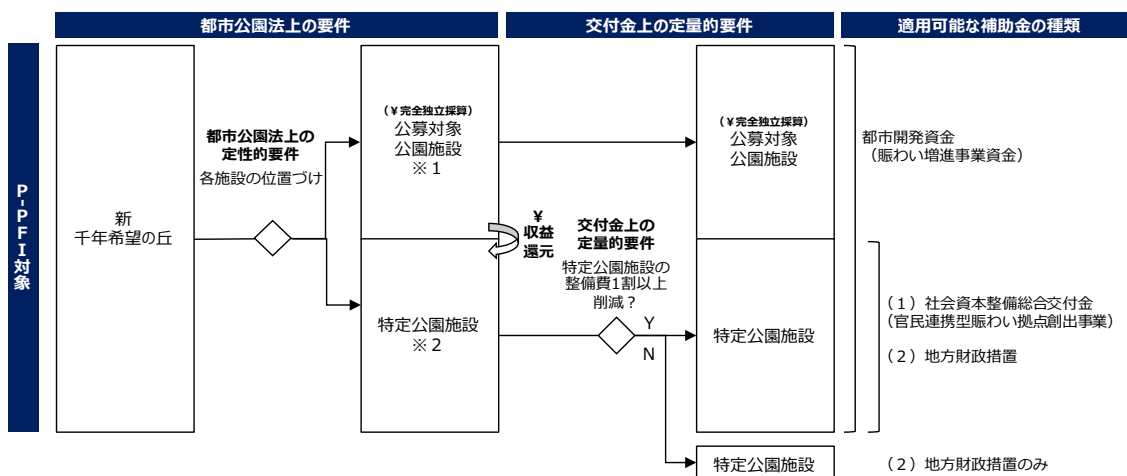 都市公園法上の要件
交付金上の定量的要件
適用可能な補助金の種類
P-PFI対象
新
千年希望の丘
都市公園法上の
定性的要件
各施設の位置づけ
（￥完全独立採算）
公募対象
公園施設
※１
特定公園施設
※２
￥
収益
還元
交付金上の
定量的要件
特定公園施設の
整備費1割以上
削減？
Y
N
（￥完全独立採算）
公募対象
公園施設
特定公園施設
特定公園施設
都市開発資金
（賑わい増進事業資金）
（１）社会資本整備総合交付金
（官民連携型賑わい拠点創出事業）
（２）地方財政措置
（２）地方財政措置のみ